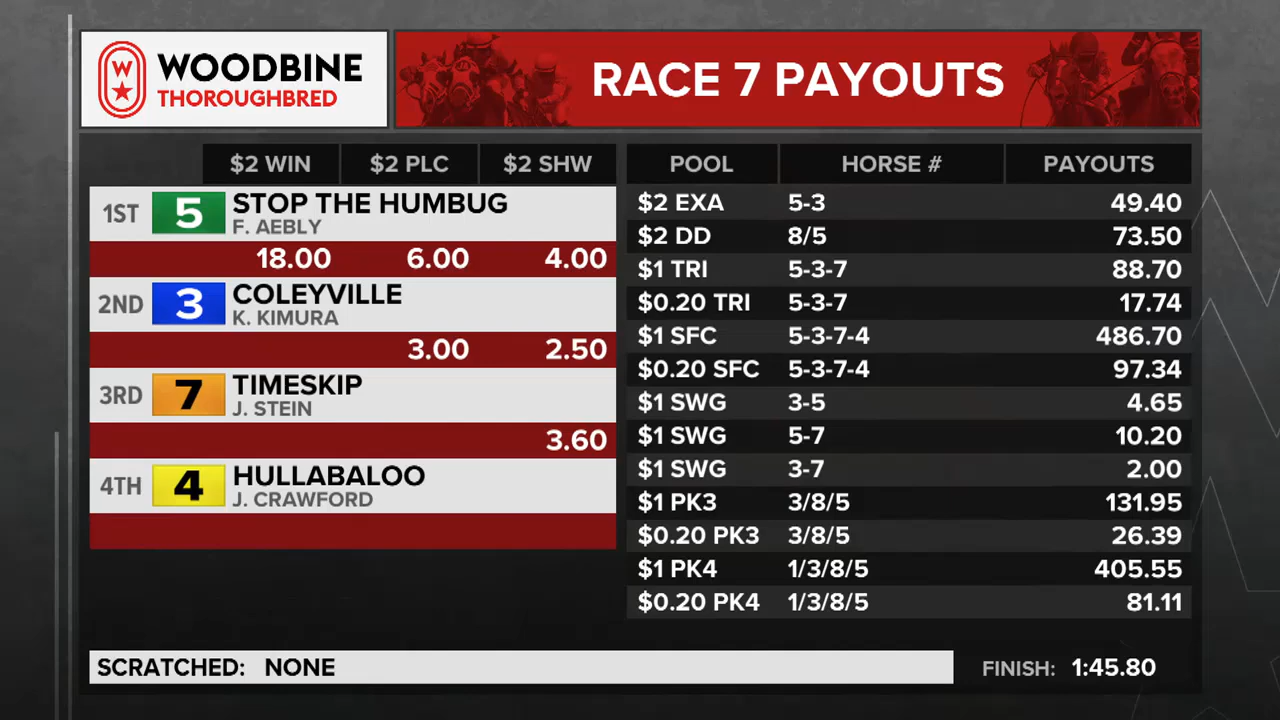 W
WOODBINE
THOROUGHBRED
RACE 7 PAYOUTS
$2 WIN $2 PLC $2 SHW
1ST 5 STOP THE HUMBUG
F. AEBLY
18.00 6.00 4.00
2ND 3 COLEYVILLE
K. KIMURA
3.00 2.50
3RD 7 TIMESKIP
J. STEIN
3.60
4TH 4 HULLABALOO
J. CRAWFORD
POOL HORSE # PAYOUTS
$2 EXA 5-3 49.40
$2 DD 8/5 73.50
$1 TRI 5-3-7 88.70
$0.20 TRI 5-3-7 17.74
$1 SFC 5-3-7-4 486.70
$0.20 SFC 5-3-7-4 97.34
$1 SWG 3-5 4.65
$1 SWG 5-7 10.20
$1 SWG 3-7 2.00
$1 PK3 3/8/5 131.95
$0.20 PK3 3/8/5 26.39
$1 PK4 1/3/8/5 405.55
$0.20 PK4 1/3/8/5 81.11
SCRATCHED: NONE
FINISH: 1:45.80